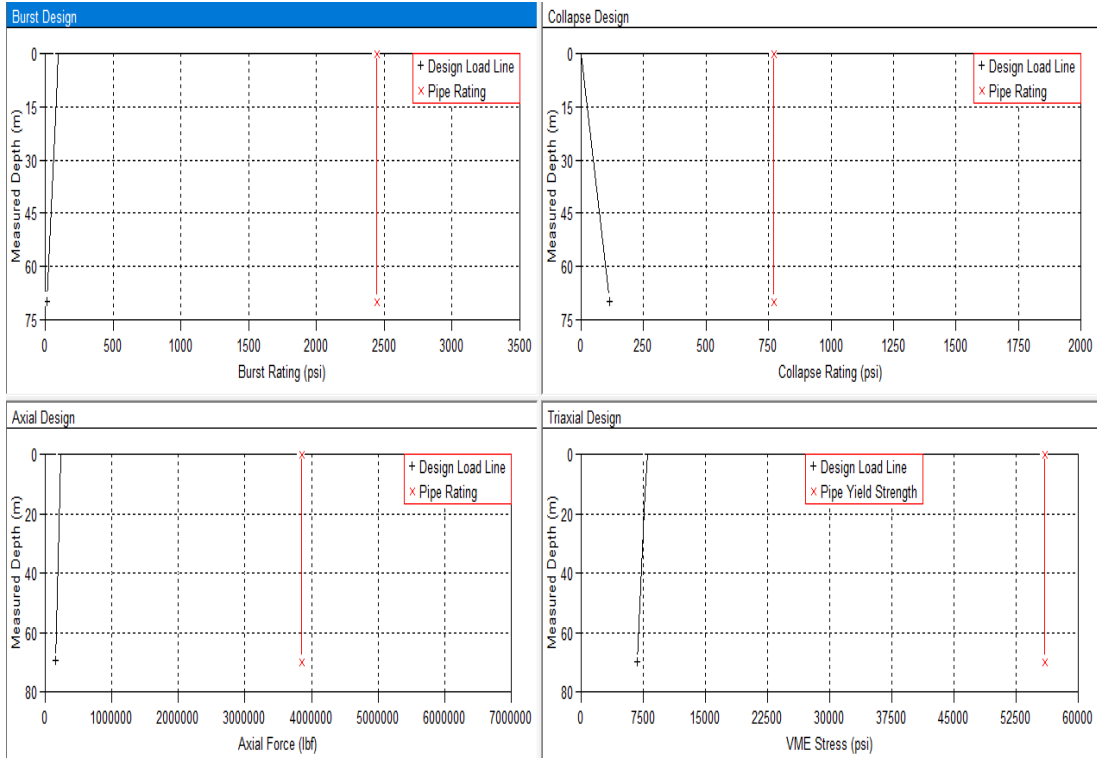 Burst Design
Measured Depth (m)
0
15
30
45
60
75
+ Design Load Line
× Pipe Rating
0 500 1000 1500 2000 2500 3000 3500
Burst Rating (psi)
Collapse Design
Measured Depth (m)
0
15
30
45
60
75
+ Design Load Line
× Pipe Rating
0 250 500 750 1000 1250 1500 1750 2000
Collapse Rating (psi)
Axial Design
Measured Depth (m)
0
20
40
60
80
+ Design Load Line
× Pipe Rating
0 1000000 2000000 3000000 4000000 5000000 6000000 7000000
Axial Force (lbf)
Triaxial Design
Measured Depth (m)
0
20
40
60
80
+ Design Load Line
× Pipe Yield Strength
0 7500 15000 22500 30000 37500 45000 52500 60000
VME Stress (psi)